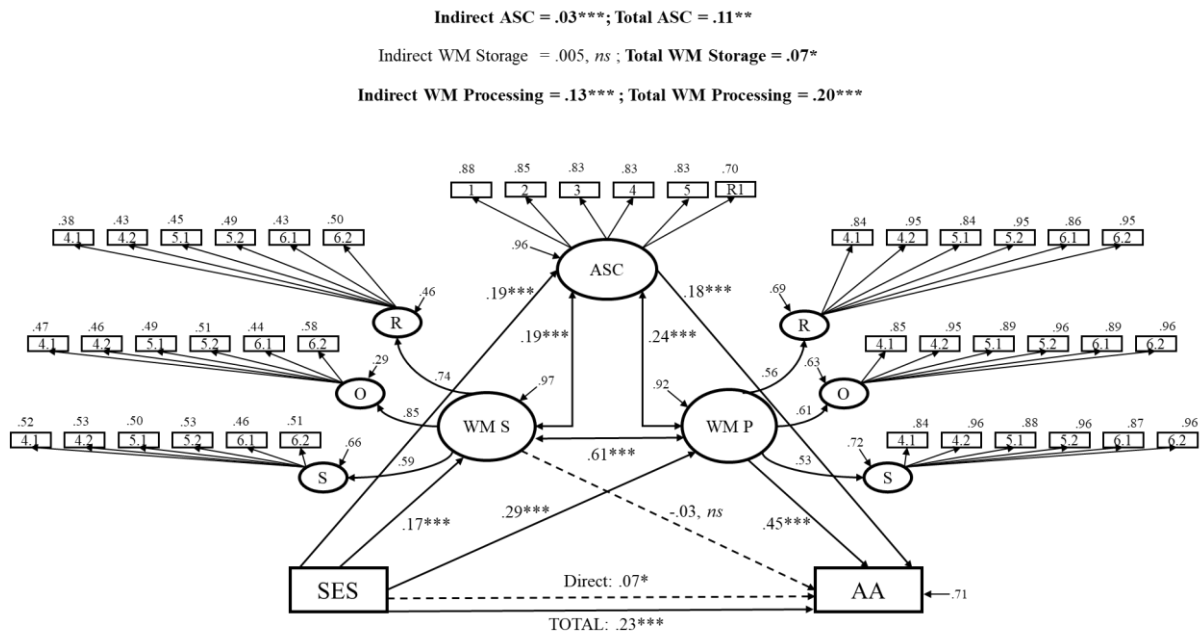 Indirect ASC = .03***; Total ASC = .11**
Indirect WM Storage = .005, ns ; Total WM Storage = .07*
Indirect WM Processing = .13*** ; Total WM Processing = .20***
.88 .85 .83 .83 .83 .70
1 2 3 4 5 R1
.96
ASC
.38 .43 .45 .49 .43 .50
4.1 4.2 5.1 5.2 6.1 6.2
.46
R
.84 .95 .84 .95 .86 .95
4.1 4.2 5.1 5.2 6.1 6.2
.69
R
.19*** .18***
.19*** .24***
.47 .46 .49 .51 .44 .58
4.1 4.2 5.1 5.2 6.1 6.2
.29
O
.85 .95 .89 .96 .89 .96
4.1 4.2 5.1 5.2 6.1 6.2
.63
O
.74 .97 .92 .56
.85 WM S WM P .61
.52 .53 .50 .53 .46 .51
4.1 4.2 5.1 5.2 6.1 6.2
.66
S
.59 .61*** .53
.84 .96 .88 .96 .87 .96
4.1 4.2 5.1 5.2 6.1 6.2
.72
S
.17*** .29*** -.03, ns .45***
SES Direct: .07* AA .71
TOTAL: .23***